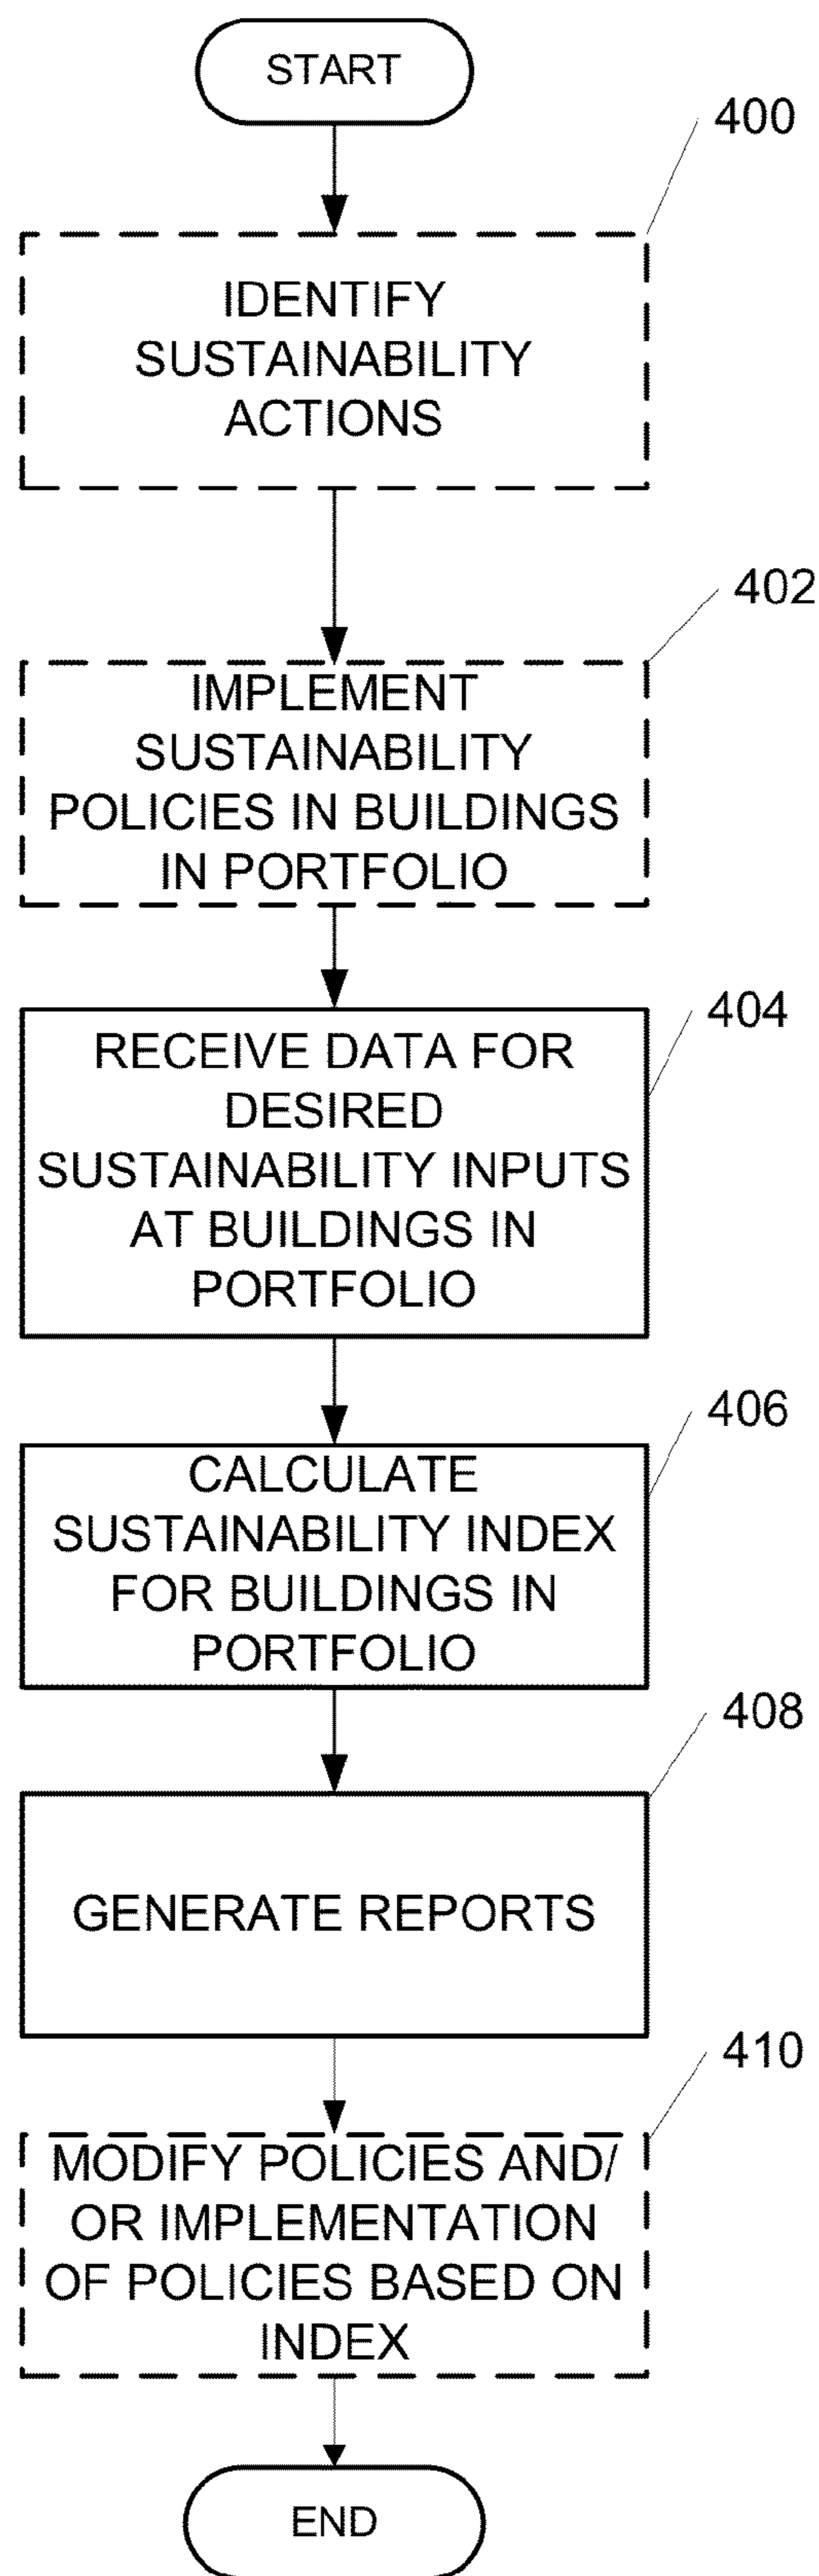 START
400
IDENTIFY
SUSTAINABILITY
ACTIONS
402
IMPLEMENT
SUSTAINABILITY
POLICIES IN BUILDINGS
IN PORTFOLIO
404
RECEIVE DATA FOR
DESIRED
SUSTAINABILITY INPUTS
AT BUILDINGS IN
PORTFOLIO
406
CALCULATE
SUSTAINABILITY INDEX
FOR BUILDINGS IN
PORTFOLIO
408
GENERATE REPORTS
410
MODIFY POLICIES AND/
OR IMPLEMENTATION
OF POLICIES BASED ON
INDEX
END